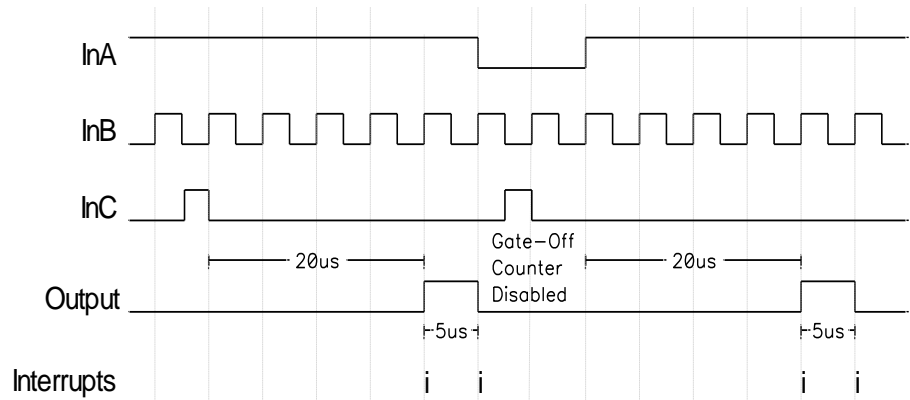 InA
InB
InC
Gate-Off
20us
Counter
20us
Disabled
Output
5us
5us
Interrupts
i i i i